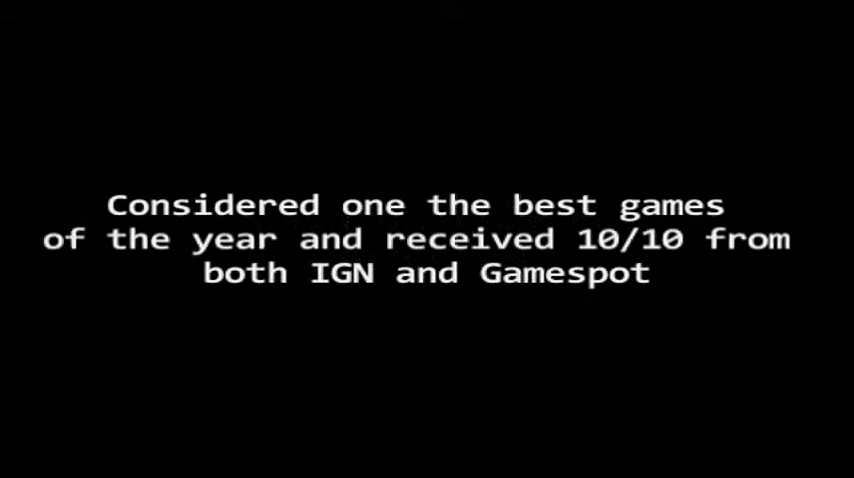 Considered one the best games
of the year and received 10/10 from
both IGN and Gamespot